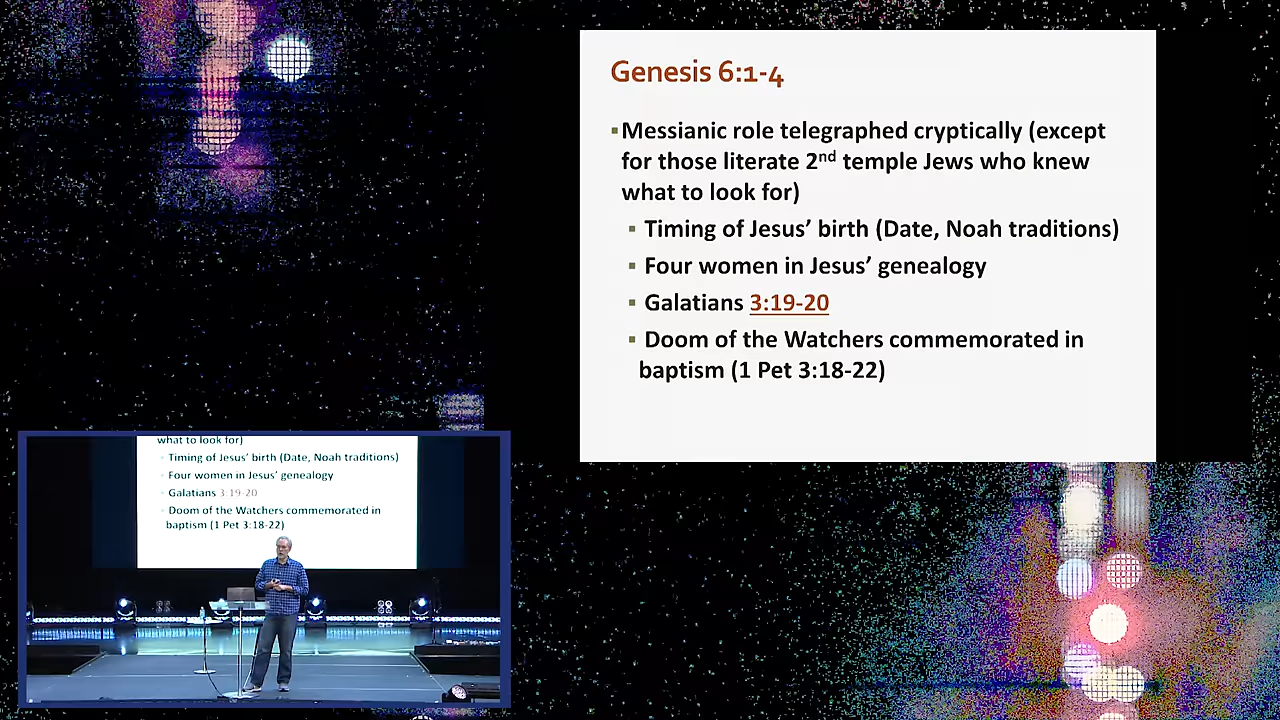 Genesis 6:1-4
▪Messianic role telegraphed cryptically (except
for those literate 2nd temple Jews who knew
what to look for)
▪ Timing of Jesus’ birth (Date, Noah traditions)
▪ Four women in Jesus’ genealogy
▪ Galatians 3:19-20
▪ Doom of the Watchers commemorated in
baptism (1 Pet 3:18-22)
what to look for)
▪ Timing of Jesus’ birth (Date, Noah traditions)
▪ Four women in Jesus’ genealogy
▪ Galatians 3:19-20
▪ Doom of the Watchers commemorated in
baptism (1 Pet 3:18-22)